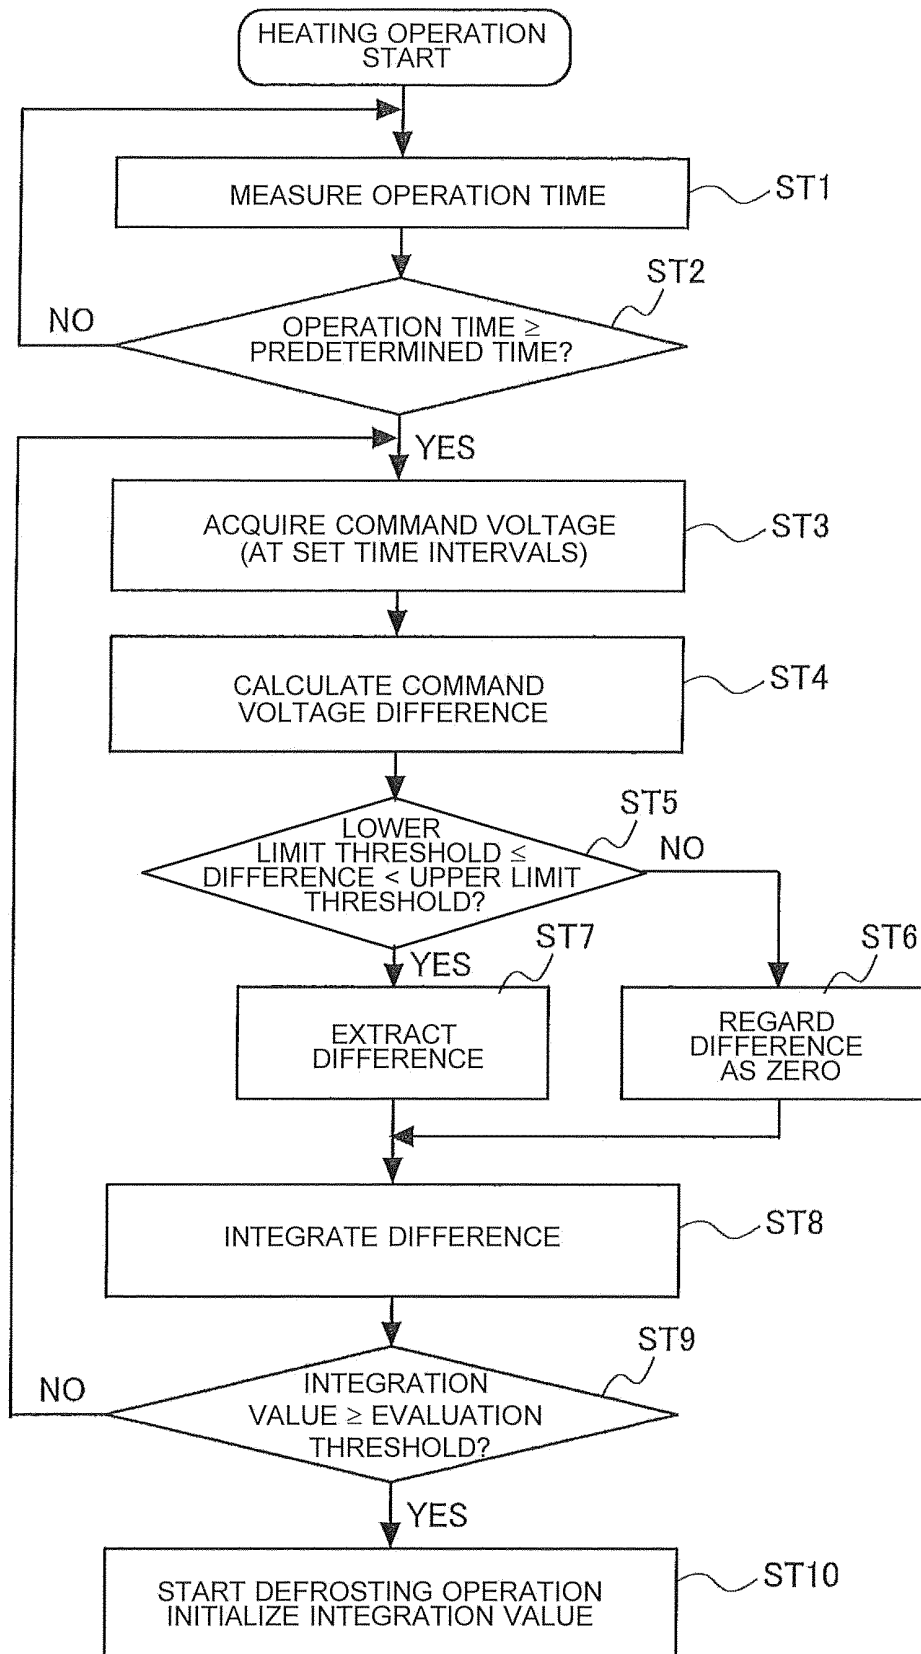 HEATING OPERATION
START
MEASURE OPERATION TIME
ST1
ST2
NO
OPERATION TIME ≥
PREDETERMINED TIME?
YES
ACQUIRE COMMAND VOLTAGE
(AT SET TIME INTERVALS)
ST3
CALCULATE COMMAND
VOLTAGE DIFFERENCE
ST4
ST5
LOWER
LIMIT THRESHOLD ≤
DIFFERENCE < UPPER LIMIT
THRESHOLD?
NO
YES
ST7
ST6
EXTRACT
DIFFERENCE
REGARD
DIFFERENCE
AS ZERO
INTEGRATE DIFFERENCE
ST8
ST9
NO
INTEGRATION
VALUE ≥ EVALUATION
THRESHOLD?
YES
START DEFROSTING OPERATION
INITIALIZE INTEGRATION VALUE
ST10